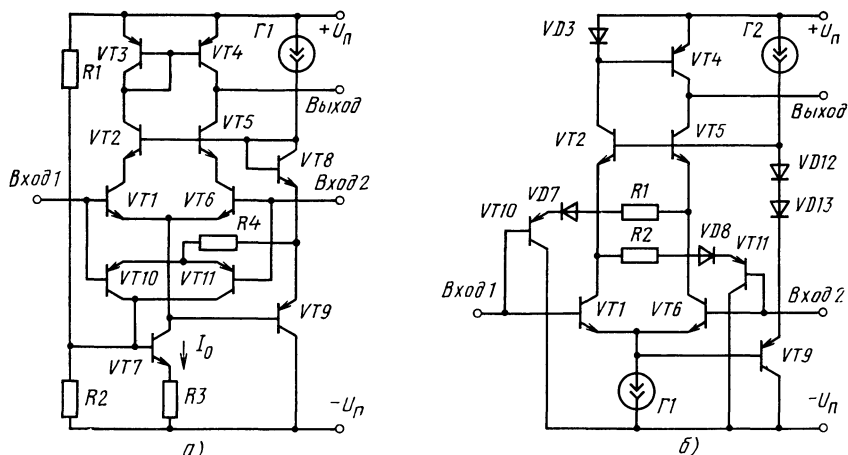 Г1
+Uп
VT3
VT4
R1
Выход
VT2
VT5
VT8
Вход 1
Вход 2
VT1
VT6
R4
VT10
VT11
VT9
VT7
I₀
R2
R3
-Uп
а)
VD3
Г2
+Uп
VT4
Выход
VT2
VT5
VD12
VD7
R1
VD13
VT10
R2
VD8
VT11
Вход 1
VT1
VT6
Вход 2
VT9
Г1
-Uп
б)